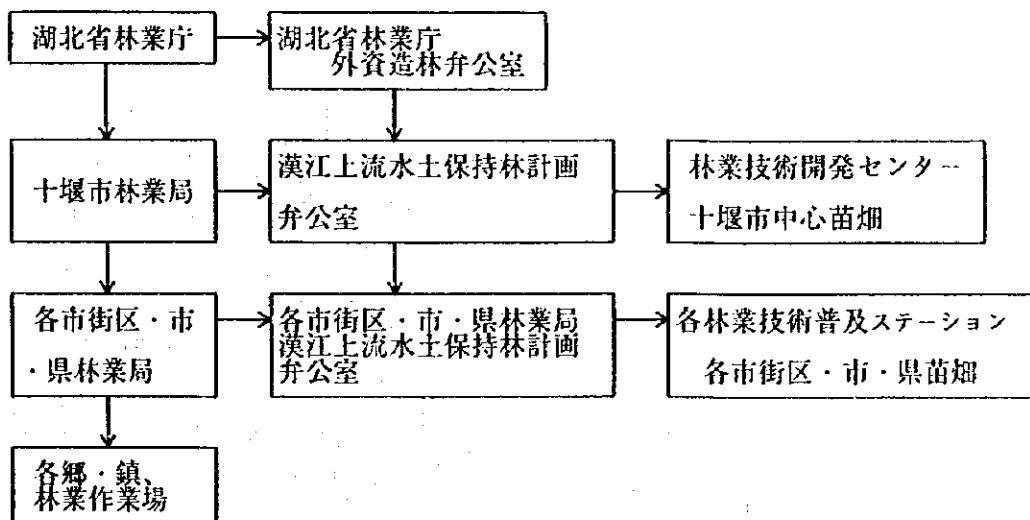 湖北省林業庁
湖北省林業庁
外資造林弁公室
十堰市林業局
漢江上流水土保持林計画
弁公室
林業技術開発センター
十堰市中心苗畑
各市街区・市
・県林業局
各市街区・市・県林業局
漢江上流水土保持林計画
弁公室
各林業技術普及ステーション
各市街区・市・県苗畑
各郷・鎮、
林業作業場